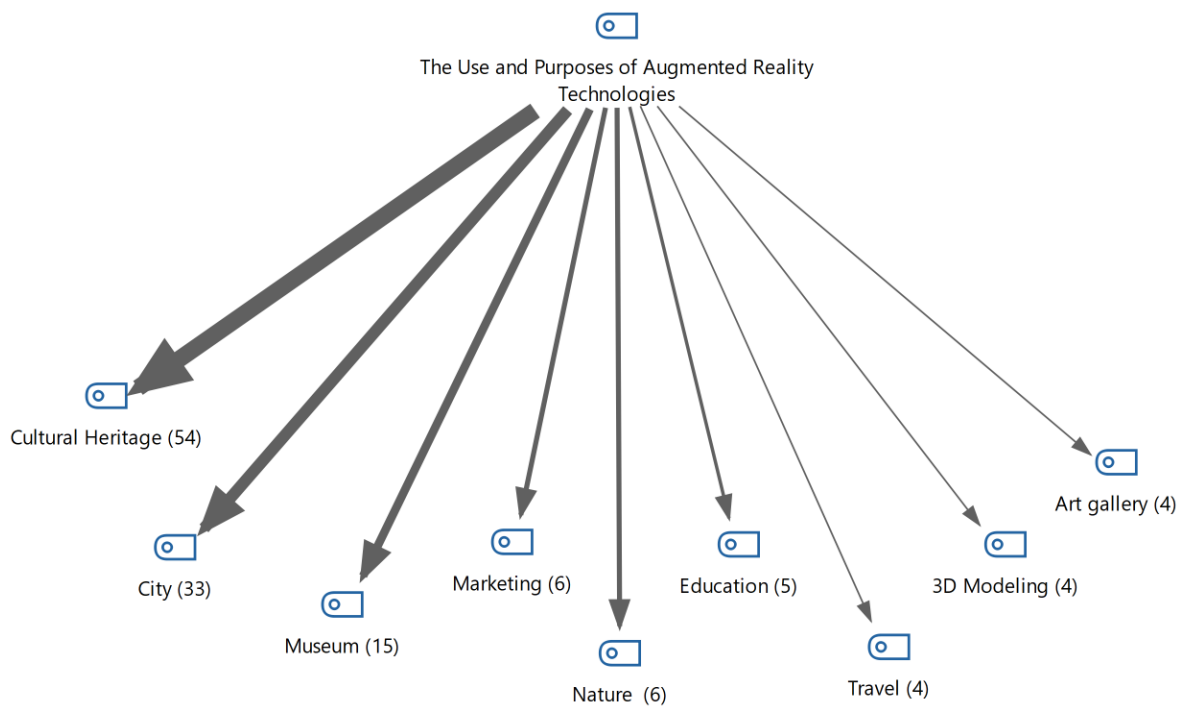 The Use and Purposes of Augmented Reality
Technologies
Cultural Heritage (54)
City (33)
Museum (15)
Marketing (6)
Nature  (6)
Education (5)
Travel (4)
3D Modeling (4)
Art gallery (4)